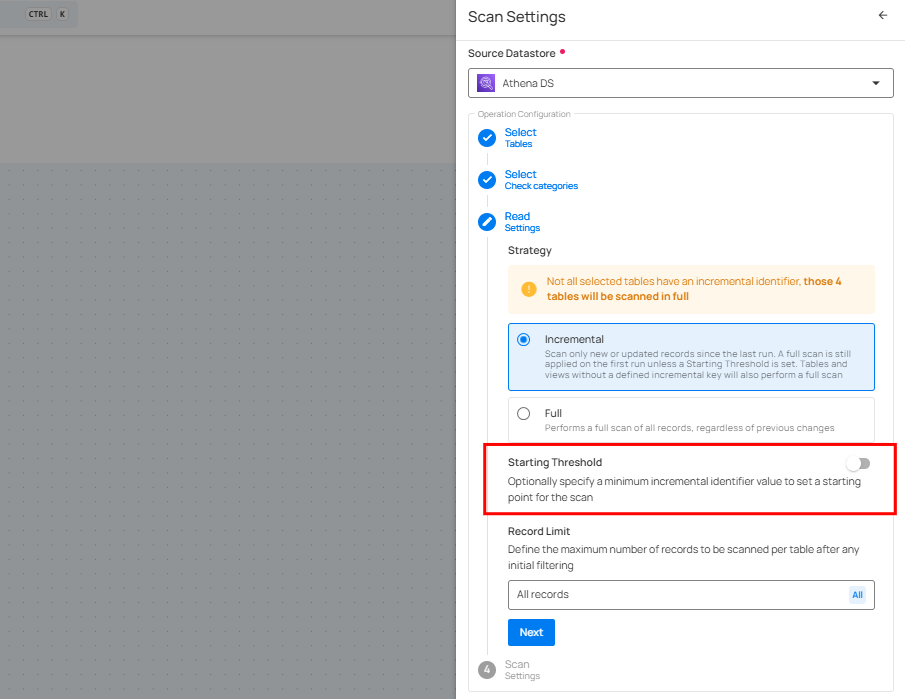 CTRL K
Scan Settings
Source Datastore
Athena DS
Operation Configuration
Select
Tables
Select
Check categories
Read
Settings
Strategy
Not all selected tables have an incremental identifier, those 4
tables will be scanned in full
Incremental
Scan only new or updated records since the last run. A full scan is still
applied on the first run unless a Starting Threshold is set. Tables and
views without a defined incremental key will also perform a full scan
Full
Performs a full scan of all records, regardless of previous changes
Starting Threshold
Optionally specify a minimum incremental identifier value to set a starting
point for the scan
Record Limit
Define the maximum number of records to be scanned per table after any
initial filtering
All records All
Next
4 Scan
Settings